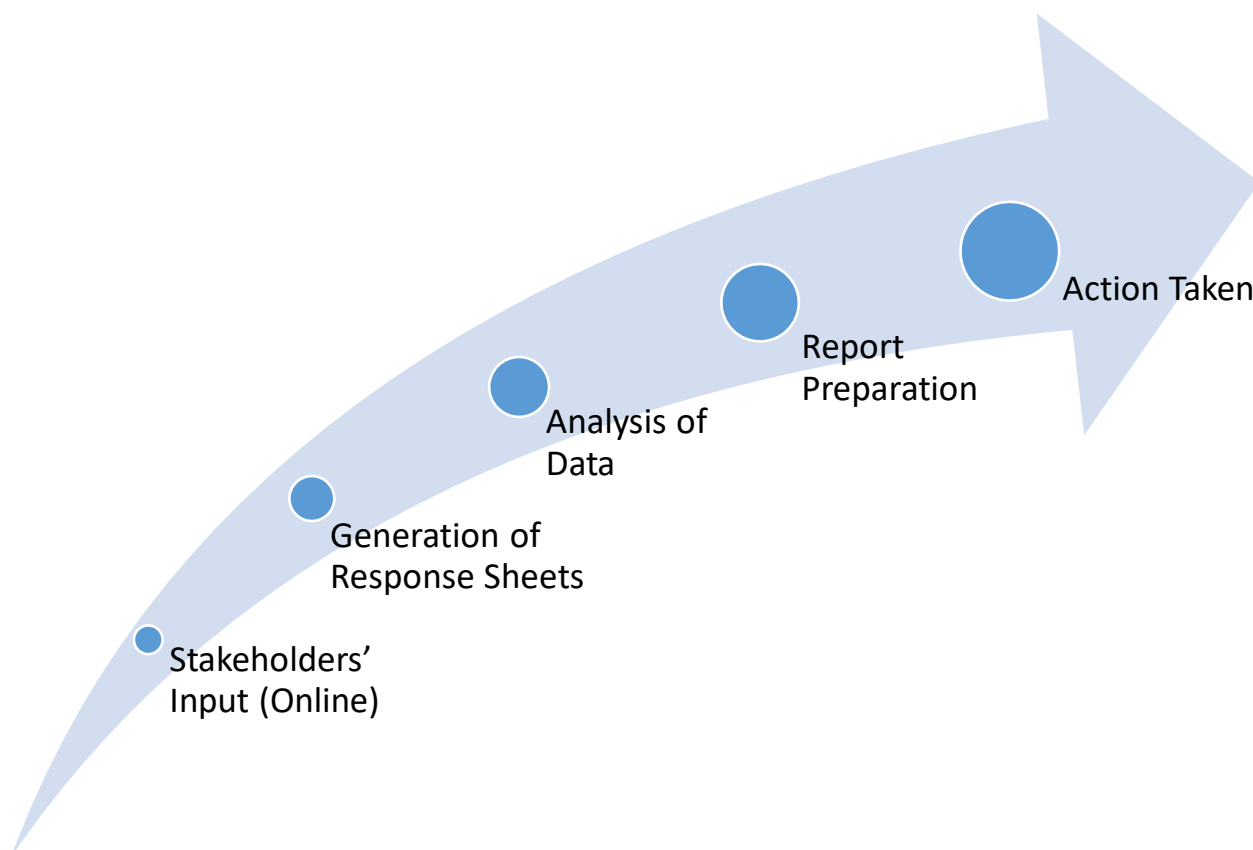 Stakeholders’
Input (Online)
Generation of
Response Sheets
Analysis of
Data
Report
Preparation
Action Taken